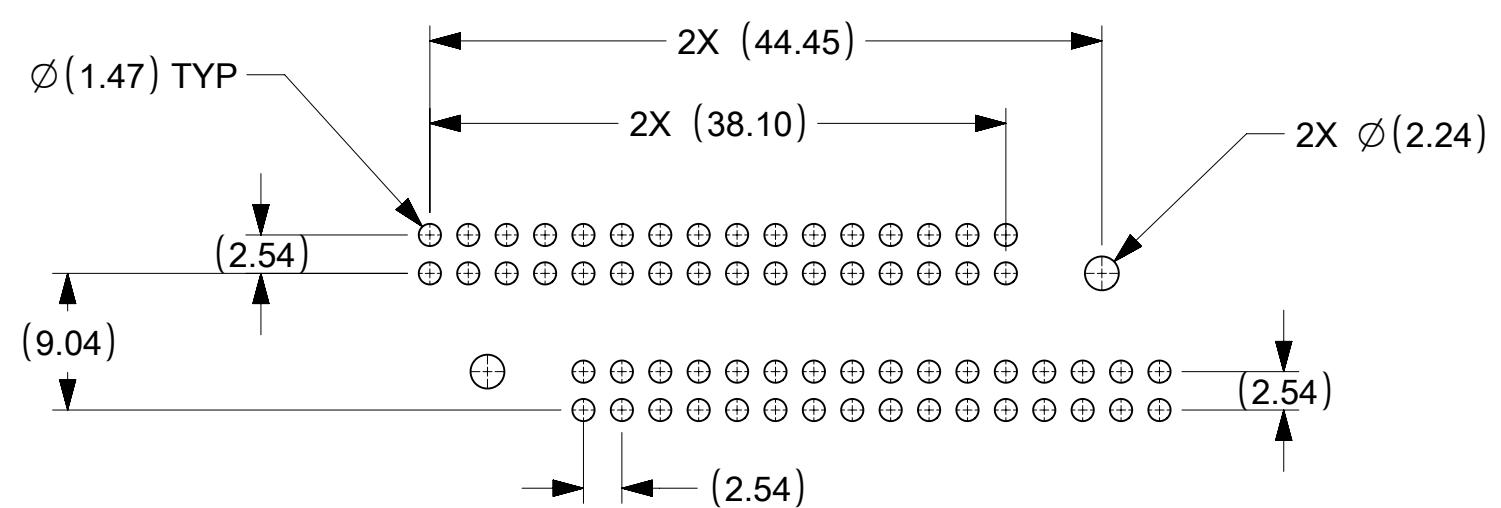 2X (44.45)
∅(1.47) TYP
2X (38.10)
2X ∅(2.24)
(2.54)
(9.04)
(2.54)
(2.54)